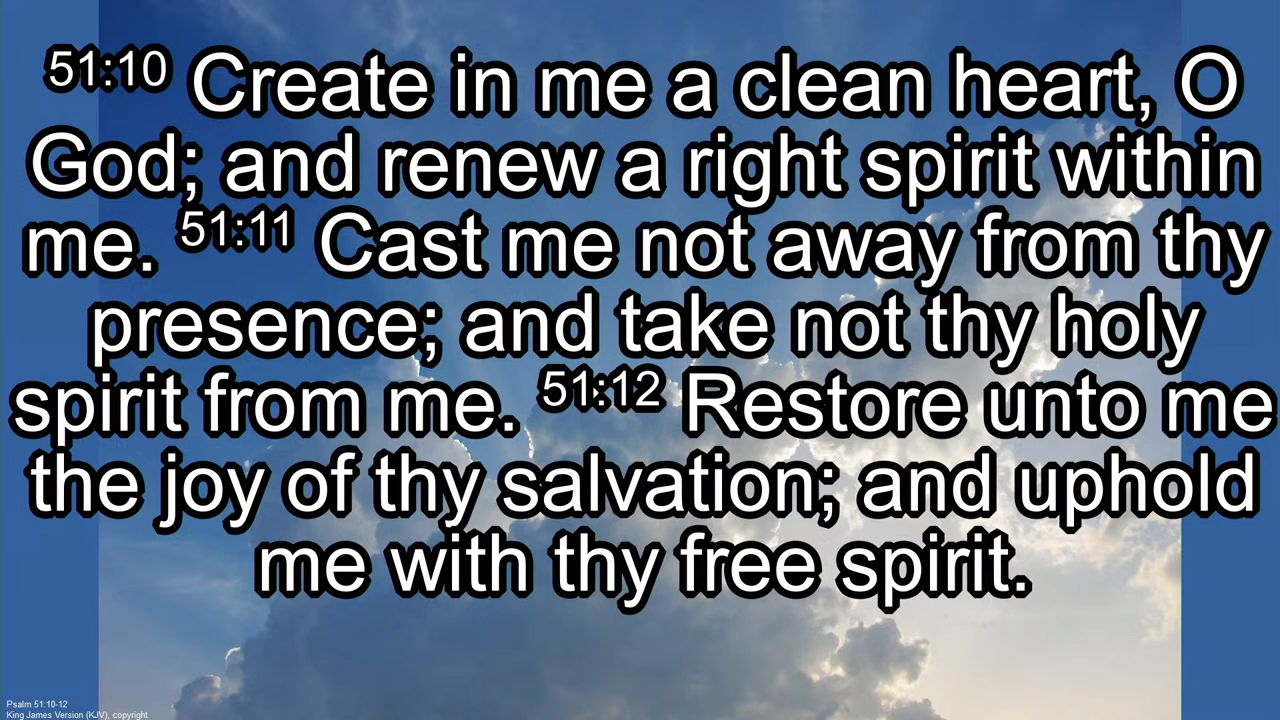 51:10 Create in me a clean heart, O
God; and renew a right spirit within
me. 51:11 Cast me not away from thy
presence; and take not thy holy
spirit from me. 51:12 Restore unto me
the joy of thy salvation; and uphold
me with thy free spirit.
Psalm 51:10-12
King James Version (KJV), copyright